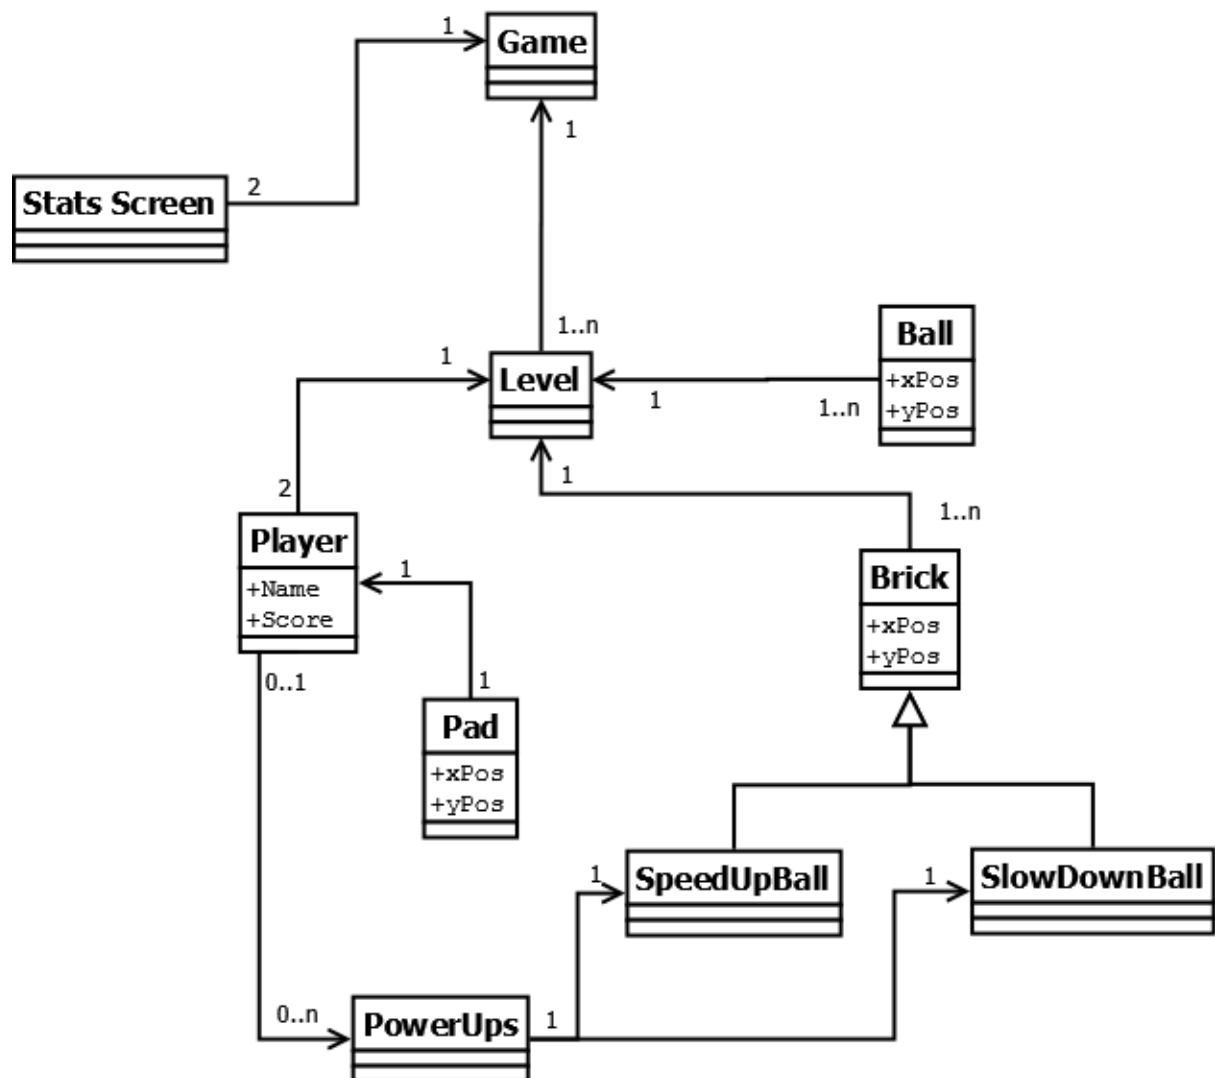 1
Game
1
2
Stats Screen
1..n
Ball
+xPos
+yPos
1
Level
1
1..n
1
1..n
2
Player
+Name
+Score
1
Brick
+xPos
+yPos
0..1
1
Pad
+xPos
+yPos
1
SpeedUpBall
1
SlowDownBall
0..n
PowerUps
1